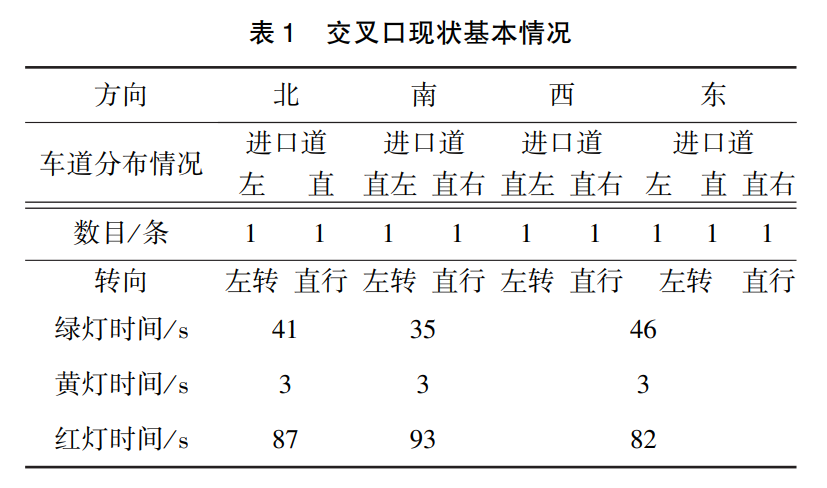 表 1 交叉口现状基本情况
方向 北 南 西 东
车道分布情况 进口道 进口道 进口道 进口道
左 直 直左 直右 直左 直右 左 直 直右
数目/条 1 1 1 1 1 1 1 1 1
转向 左转 直行 左转 直行 左转 直行 左转 直行
绿灯时间/s 41 35 46
黄灯时间/s 3 3 3
红灯时间/s 87 93 82